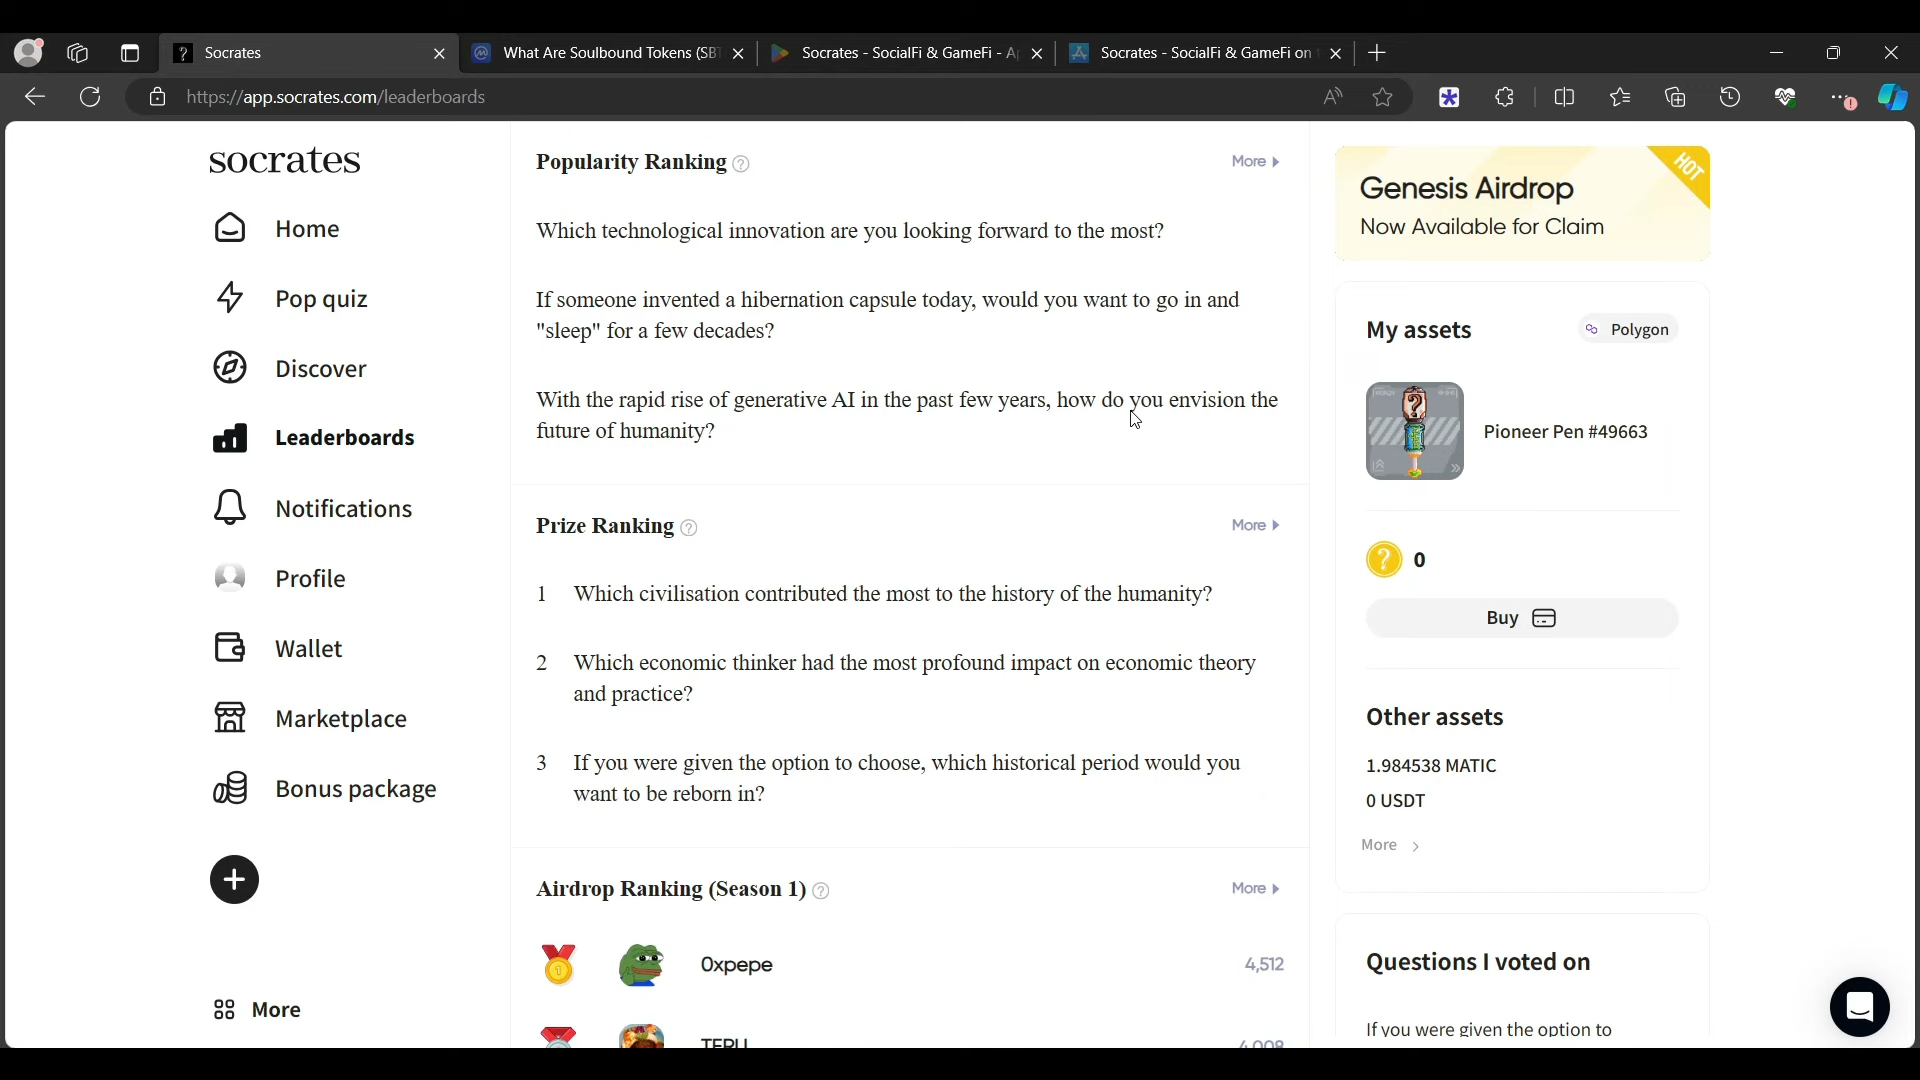 Socrates
What Are Soulbound Tokens (SBT
Socrates - SocialFi & GameFi - A
Socrates - SocialFi & GameFi on
https://app.socrates.com/leaderboards
socrates
Home
Pop quiz
Discover
Leaderboards
Notifications
Profile
Wallet
Marketplace
Bonus package
More
Popularity Ranking
More
Which technological innovation are you looking forward to the most?
If someone invented a hibernation capsule today, would you want to go in and
"sleep" for a few decades?
With the rapid rise of generative AI in the past few years, how do you envision the
future of humanity?
Prize Ranking
More
1 Which civilisation contributed the most to the history of the humanity?
2 Which economic thinker had the most profound impact on economic theory
and practice?
3 If you were given the option to choose, which historical period would you
want to be reborn in?
Airdrop Ranking (Season 1)
More
1 0xpepe 4,512
TERU 4,008
HOT
Genesis Airdrop
Now Available for Claim
My assets Polygon
Pioneer Pen #49663
0
Buy
Other assets
1.984538 MATIC
0 USDT
More
Questions I voted on
If you were given the option to